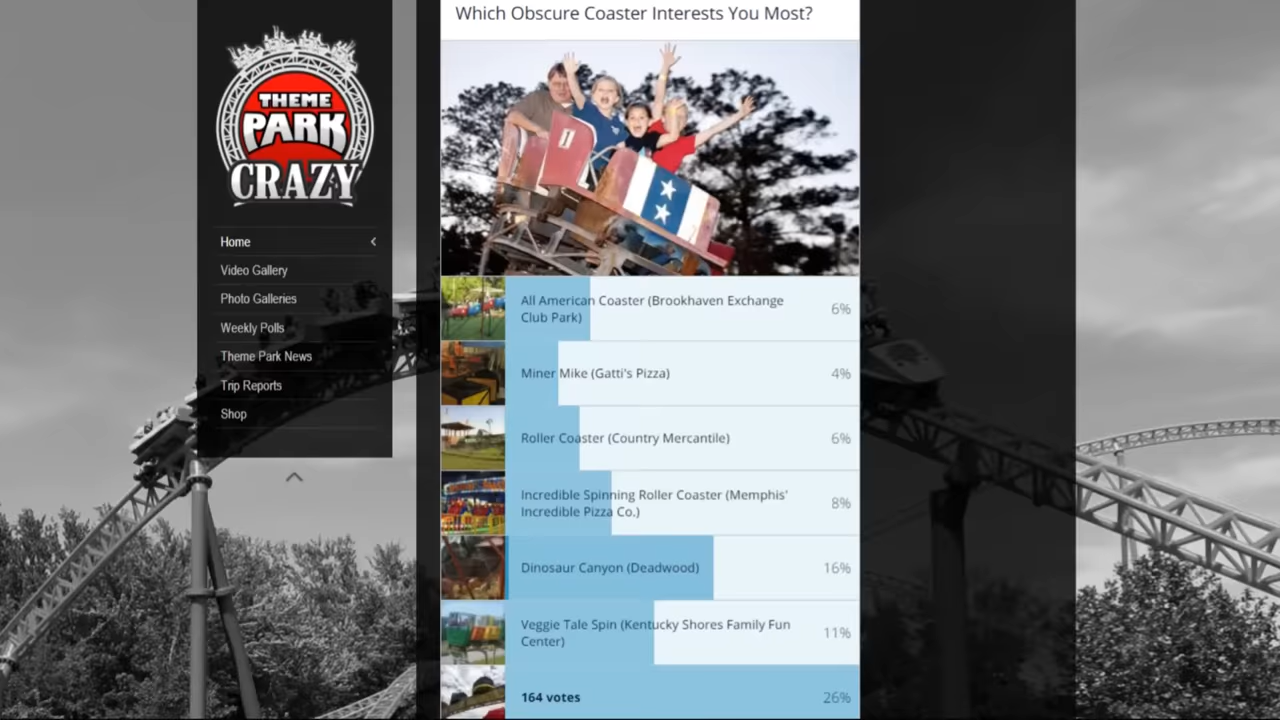 THEME
PARK
CRAZY
Home
Video Gallery
Photo Galleries
Weekly Polls
Theme Park News
Trip Reports
Shop
Which Obscure Coaster Interests You Most?
1
All American Coaster (Brookhaven Exchange
Club Park)
6%
Miner Mike (Gatti's Pizza)
4%
Roller Coaster (Country Mercantile)
6%
Incredible Spinning Roller Coaster (Memphis'
Incredible Pizza Co.)
8%
Dinosaur Canyon (Deadwood)
16%
Veggie Tale Spin (Kentucky Shores Family Fun
Center)
11%
164 votes
26%